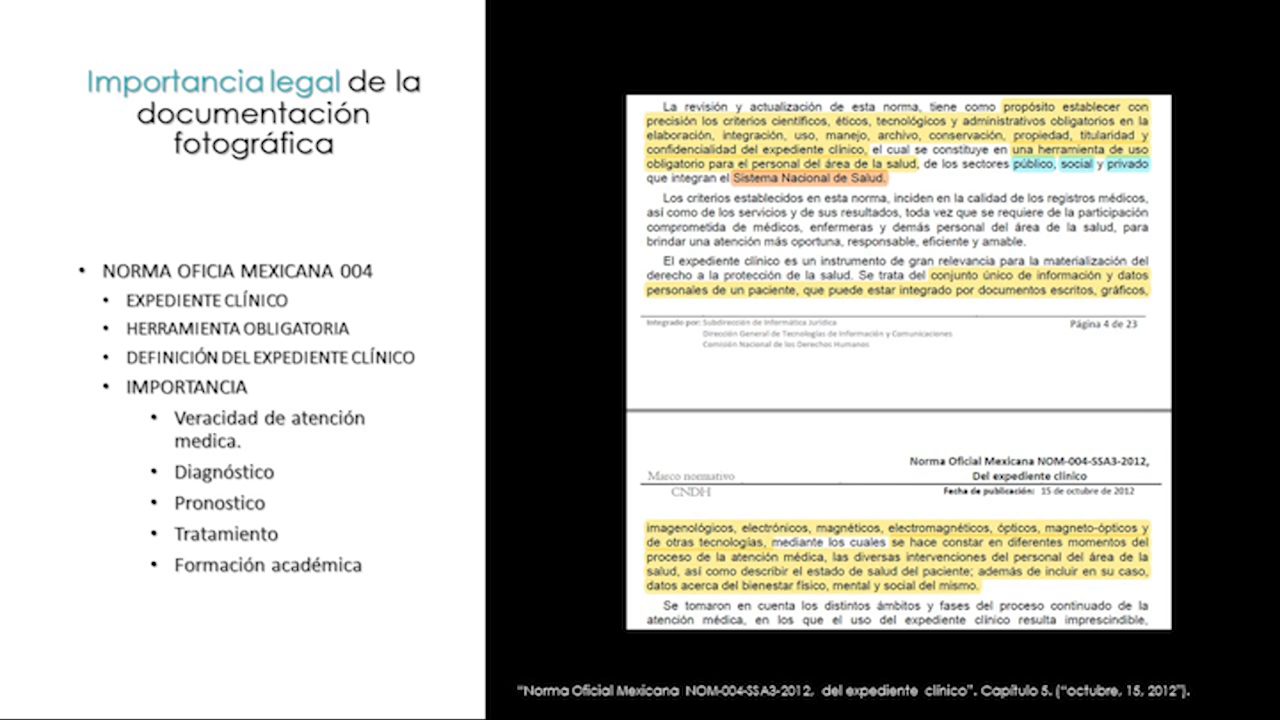 Importancia legal de la
documentación
fotográfica
• NORMA OFICIA MEXICANA 004
• EXPEDIENTE CLÍNICO
• HERRAMIENTA OBLIGATORIA
• DEFINICIÓN DEL EXPEDIENTE CLÍNICO
• IMPORTANCIA
• Veracidad de atención
medica.
• Diagnóstico
• Pronostico
• Tratamiento
• Formación académica
La revisión y actualización de esta norma, tiene como propósito establecer con
precisión los criterios científicos, éticos, tecnológicos y administrativos obligatorios en la
elaboración, integración, uso, manejo, archivo, conservación, propiedad, titularidad y
confidencialidad del expediente clínico, el cual se constituye en una herramienta de uso
obligatorio para el personal del área de la salud, de los sectores público, social y privado
que integran el Sistema Nacional de Salud.
Los criterios establecidos en esta norma, inciden en la calidad de los registros médicos,
así como de los servicios y de sus resultados, toda vez que se requiere de la participación
comprometida de médicos, enfermeras y demás personal del área de la salud, para
brindar una atención más oportuna, responsable, eficiente y amable.
El expediente clínico es un instrumento de gran relevancia para la materialización del
derecho a la protección de la salud. Se trata del conjunto único de información y datos
personales de un paciente, que puede estar integrado por documentos escritos, gráficos,
Integrado por: Subdirección de Informática Jurídica
Dirección General de Tecnologías de Información y Comunicaciones
Comisión Nacional de los Derechos Humanos
Página 4 de 23
Norma Oficial Mexicana NOM-004-SSA3-2012,
Marco normativo
Del expediente clínico
CNDH
Fecha de publicación: 15 de octubre de 2012
imagenológicos, electrónicos, magnéticos, electromagnéticos, ópticos, magneto-ópticos y
de otras tecnologías, mediante los cuales se hace constar en diferentes momentos del
proceso de la atención médica, las diversas intervenciones del personal del área de la
salud, así como describir el estado de salud del paciente; además de incluir en su caso,
datos acerca del bienestar físico, mental y social del mismo.
Se tomaron en cuenta los distintos ámbitos y fases del proceso continuado de la
atención médica, en los que el uso del expediente clínico resulta imprescindible,
"Norma Oficial Mexicana NOM-004-SSA3-2012, del expediente clínico". Capítulo 5. ("octubre, 15, 2012").